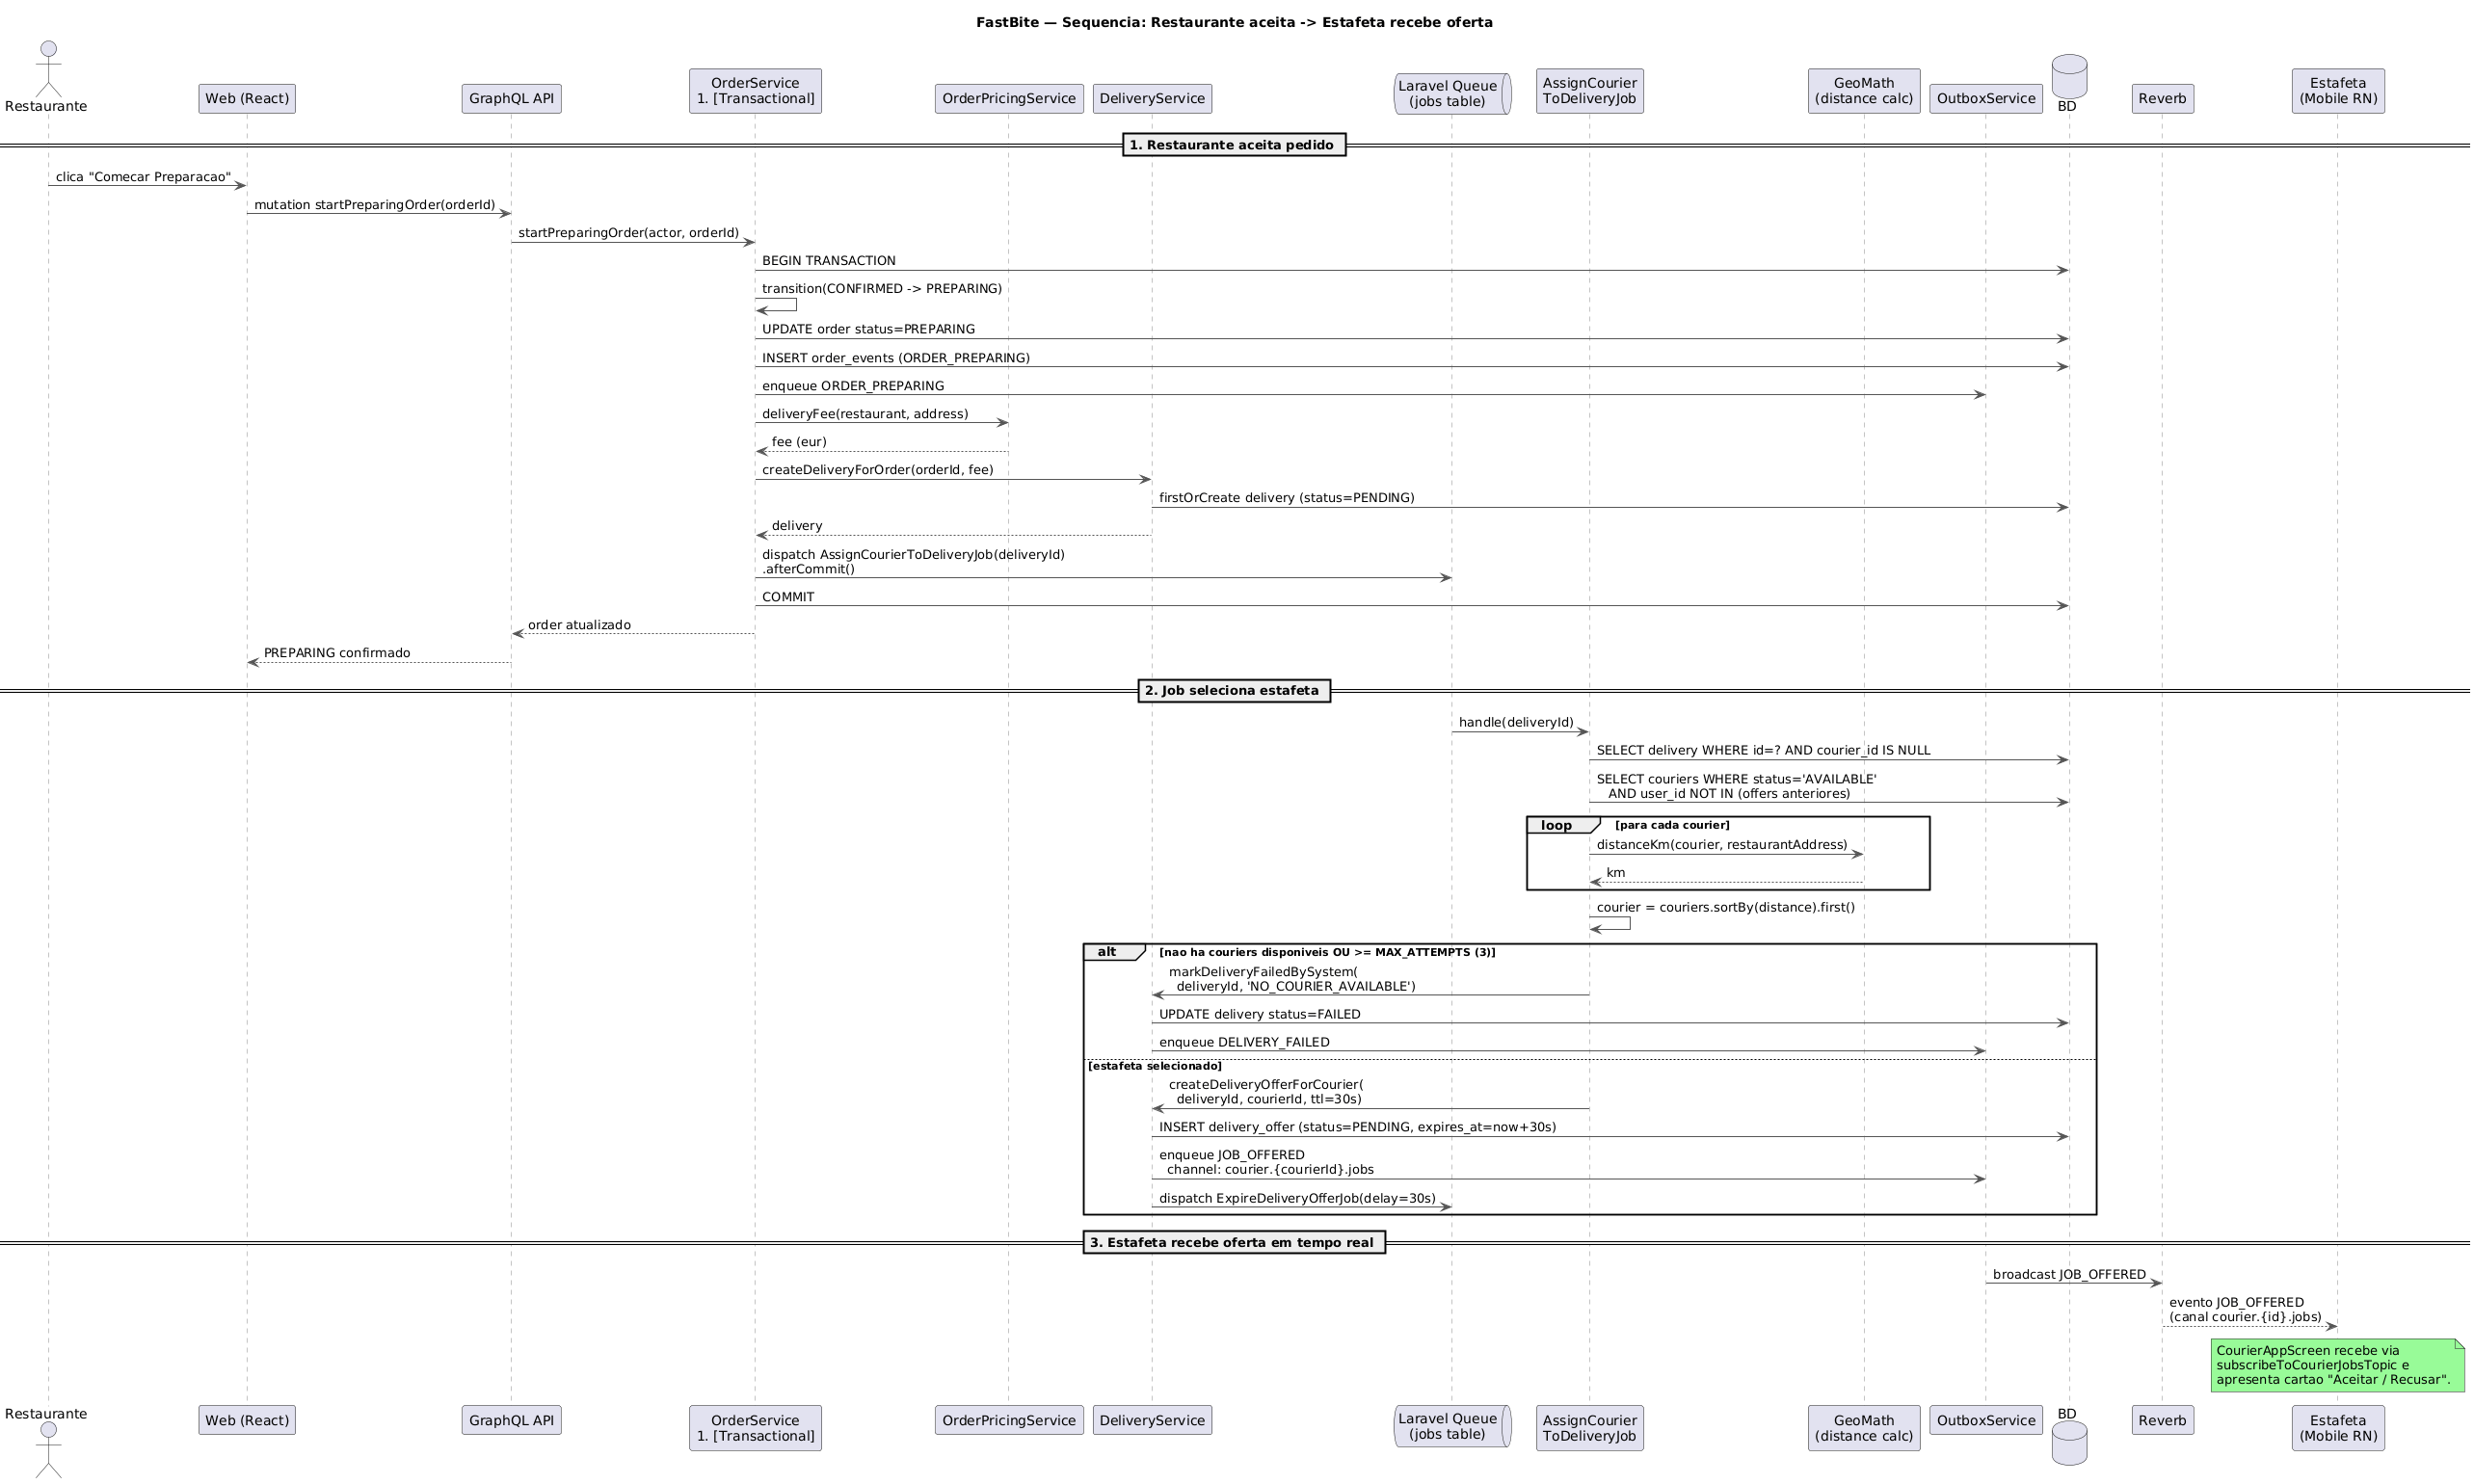 FastBite — Sequencia: Restaurante aceita -> Estafeta recebe oferta
Restaurante
Web (React)
GraphQL API
OrderService
1. [Transactional]
OrderPricingService
DeliveryService
Laravel Queue
(jobs table)
AssignCourier
ToDeliveryJob
GeoMath
(distance calc)
OutboxService
BD
Reverb
Estafeta
(Mobile RN)
1. Restaurante aceita pedido
clica "Comecar Preparacao"
mutation startPreparingOrder(orderId)
startPreparingOrder(actor, orderId)
BEGIN TRANSACTION
transition(CONFIRMED -> PREPARING)
UPDATE order status=PREPARING
INSERT order_events (ORDER_PREPARING)
enqueue ORDER_PREPARING
deliveryFee(restaurant, address)
fee (eur)
createDeliveryForOrder(orderId, fee)
firstOrCreate delivery (status=PENDING)
delivery
dispatch AssignCourierToDeliveryJob(deliveryId)
.afterCommit()
COMMIT
order atualizado
PREPARING confirmado
2. Job seleciona estafeta
handle(deliveryId)
SELECT delivery WHERE id=? AND courier_id IS NULL
SELECT couriers WHERE status='AVAILABLE'
AND user_id NOT IN (offers anteriores)
loop [para cada courier]
distanceKm(courier, restaurantAddress)
km
courier = couriers.sortBy(distance).first()
alt [nao ha couriers disponiveis OU >= MAX_ATTEMPTS (3)]
markDeliveryFailedBySystem(
deliveryId, 'NO_COURIER_AVAILABLE')
UPDATE delivery status=FAILED
enqueue DELIVERY_FAILED
[estafeta selecionado]
createDeliveryOfferForCourier(
deliveryId, courierId, ttl=30s)
INSERT delivery_offer (status=PENDING, expires_at=now+30s)
enqueue JOB_OFFERED
channel: courier.{courierId}.jobs
dispatch ExpireDeliveryOfferJob(delay=30s)
3. Estafeta recebe oferta em tempo real
broadcast JOB_OFFERED
evento JOB_OFFERED
(canal courier.{id}.jobs)
CourierAppScreen recebe via
subscribeToCourierJobsTopic e
apresenta cartao "Aceitar / Recusar".
Restaurante
Web (React)
GraphQL API
OrderService
1. [Transactional]
OrderPricingService
DeliveryService
Laravel Queue
(jobs table)
AssignCourier
ToDeliveryJob
GeoMath
(distance calc)
OutboxService
BD
Reverb
Estafeta
(Mobile RN)